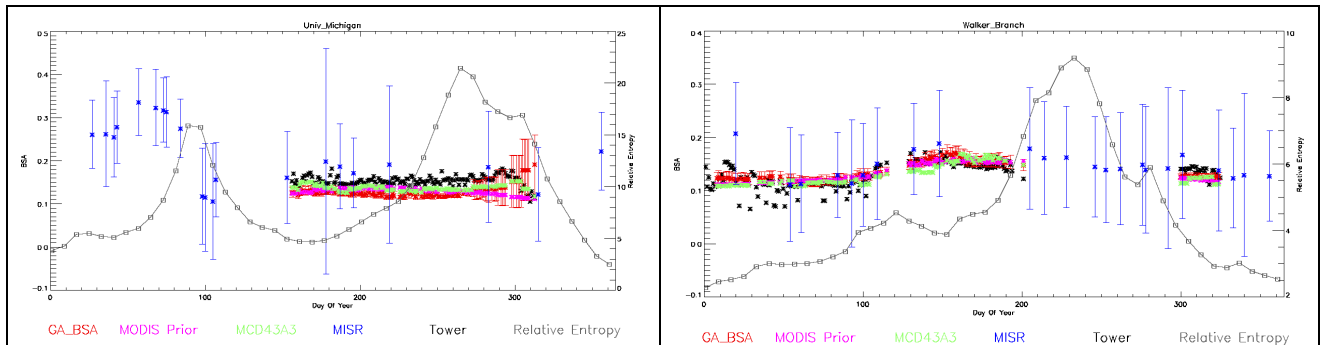 Univ_Michigan
0.5
0.4
0.3
0.2
0.1
0.0
-0.1
BSA
25
20
15
10
5
0
Relative Entropy
0 100 200 300
Day Of Year
GA_BSA MODIS Prior MCD43A3 MISR Tower Relative Entropy
Walker_Branch
0.4
0.3
0.2
0.1
0.0
-0.1
BSA
10
8
6
4
2
Relative Entropy
0 100 200 300
Day Of Year
GA_BSA MODIS Prior MCD43A3 MISR Tower Relative Entropy